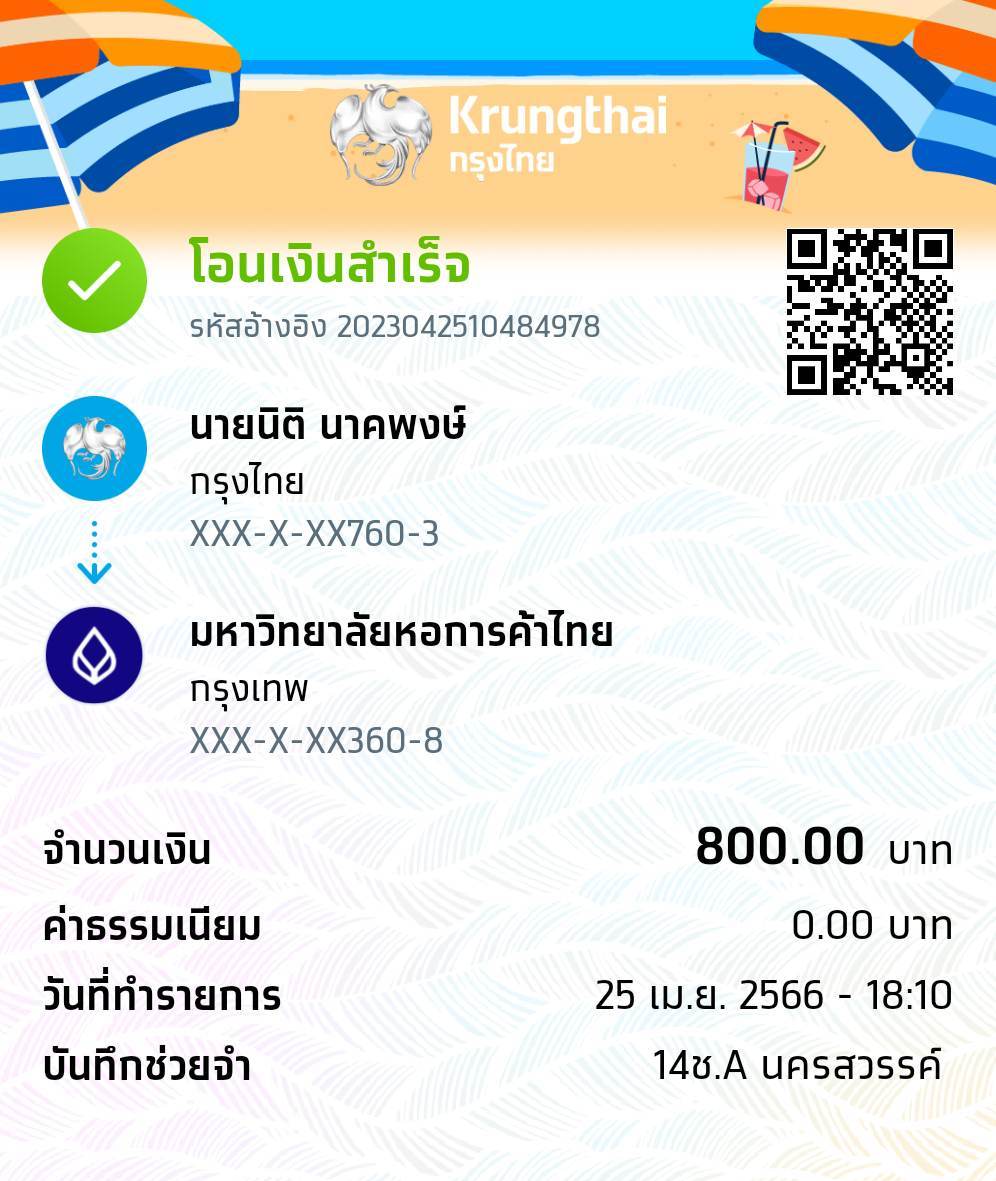 Krungthai
กรุงไทย
โอนเงินสำเร็จ
รหัสอ้างอิง 2023042510484978
นายนิติ นาคพงษ์
กรุงไทย
XXX-X-XX760-3
มหาวิทยาลัยหอการค้าไทย
กรุงเทพ
XXX-X-XX360-8
จำนวนเงิน 800.00 บาท
ค่าธรรมเนียม 0.00 บาท
วันที่ทำรายการ 25 เม.ย. 2566 - 18:10
บันทึกช่วยจำ 14ช.A นครสวรรค์